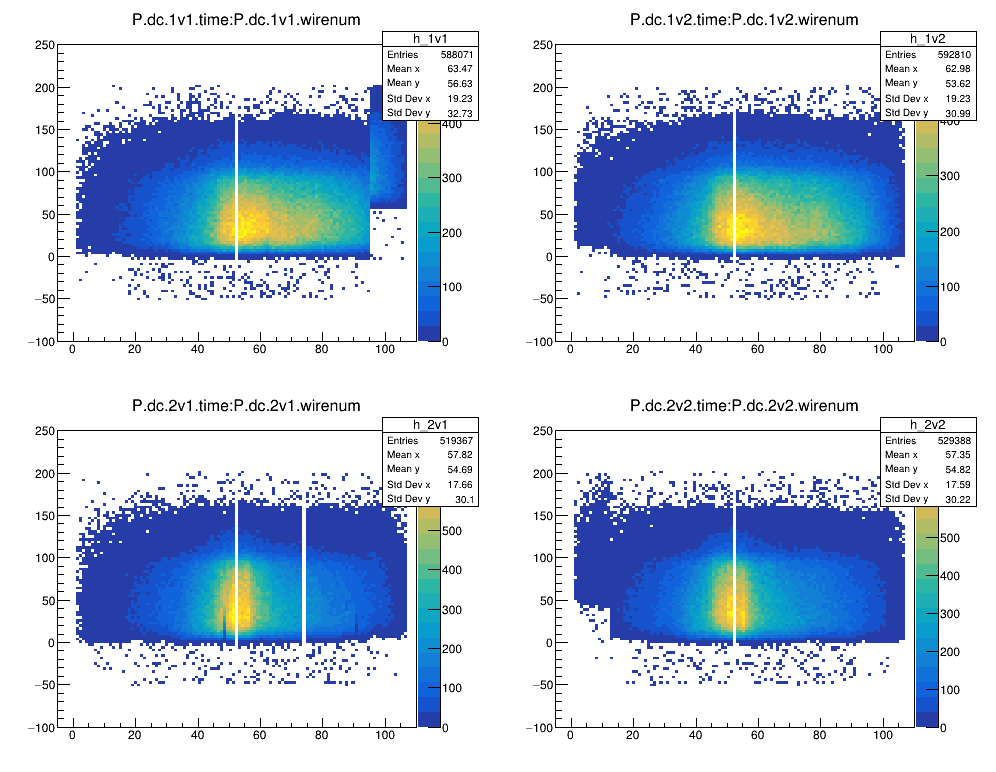 P.dc.1v1.time:P.dc.1v1.wirenum
h_1v1
Entries 588071
Mean x 63.47
Mean y 56.63
Std Dev x 19.23
Std Dev y 32.73
250
200
150
100
50
0
−50
−100
0 20 40 60 80 100
400
300
200
100
0
P.dc.1v2.time:P.dc.1v2.wirenum
h_1v2
Entries 592810
Mean x 62.98
Mean y 53.62
Std Dev x 19.23
Std Dev y 30.99
250
200
150
100
50
0
−50
−100
0 20 40 60 80 100
400
300
200
100
0
P.dc.2v1.time:P.dc.2v1.wirenum
h_2v1
Entries 519367
Mean x 57.82
Mean y 54.69
Std Dev x 17.66
Std Dev y 30.1
250
200
150
100
50
0
−50
−100
0 20 40 60 80 100
500
400
300
200
100
0
P.dc.2v2.time:P.dc.2v2.wirenum
h_2v2
Entries 529388
Mean x 57.35
Mean y 54.82
Std Dev x 17.59
Std Dev y 30.22
250
200
150
100
50
0
−50
−100
0 20 40 60 80 100
500
400
300
200
100
0